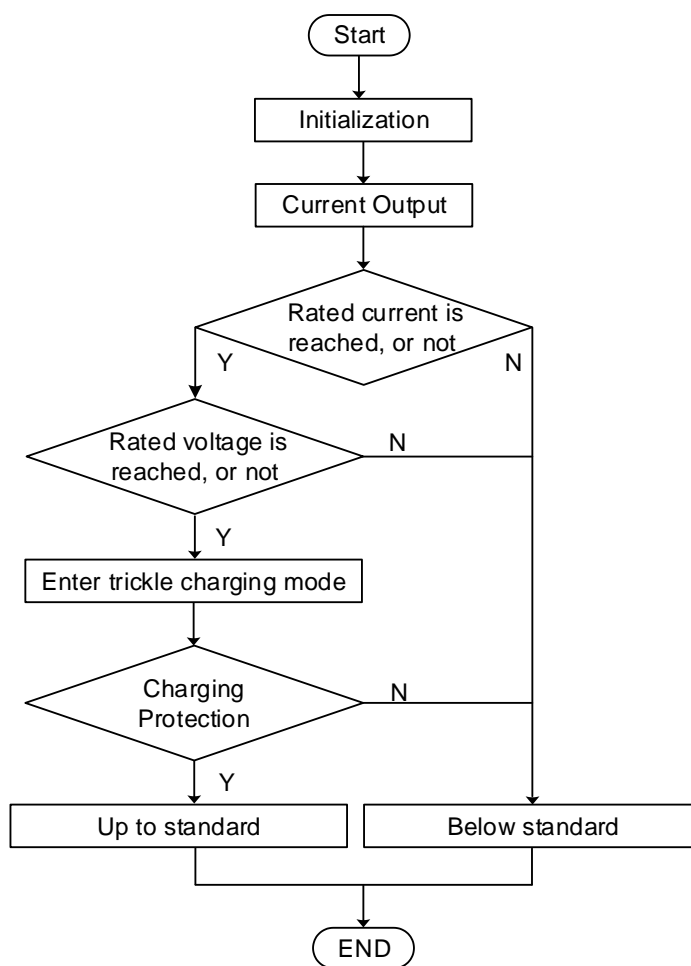 Start
Initialization
Current Output
Rated current is
reached, or not
Y
N
Rated voltage is
reached, or not
N
Y
Enter trickle charging mode
Charging
Protection
N
Y
Up to standard
Below standard
END